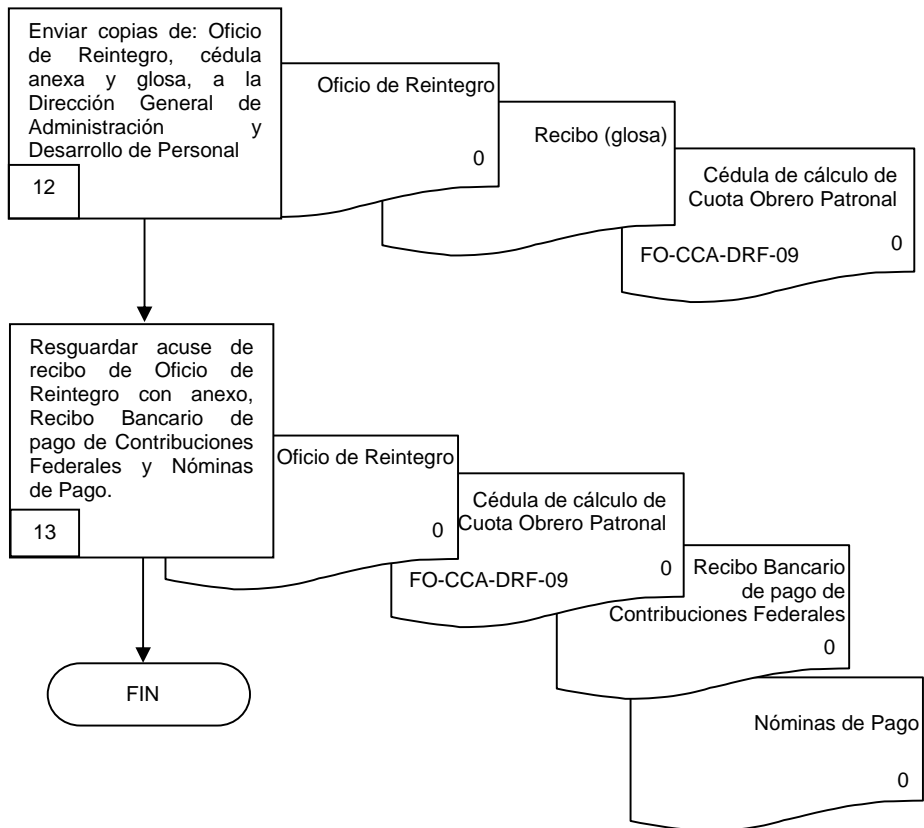 Enviar copias de: Oficio
de Reintegro, cédula
anexa y glosa, a la
Dirección General de
Administración y
Desarrollo de Personal
12
Oficio de Reintegro
0
Recibo (glosa)
Cédula de cálculo de
Cuota Obrero Patronal
0
FO-CCA-DRF-09
Resguardar acuse de
recibo de Oficio de
Reintegro con anexo,
Recibo Bancario de
pago de Contribuciones
Federales y Nóminas
de Pago.
13
Oficio de Reintegro
0
Cédula de cálculo de
Cuota Obrero Patronal
0
FO-CCA-DRF-09
Recibo Bancario
de pago de
Contribuciones Federales
0
Nóminas de Pago
0
FIN